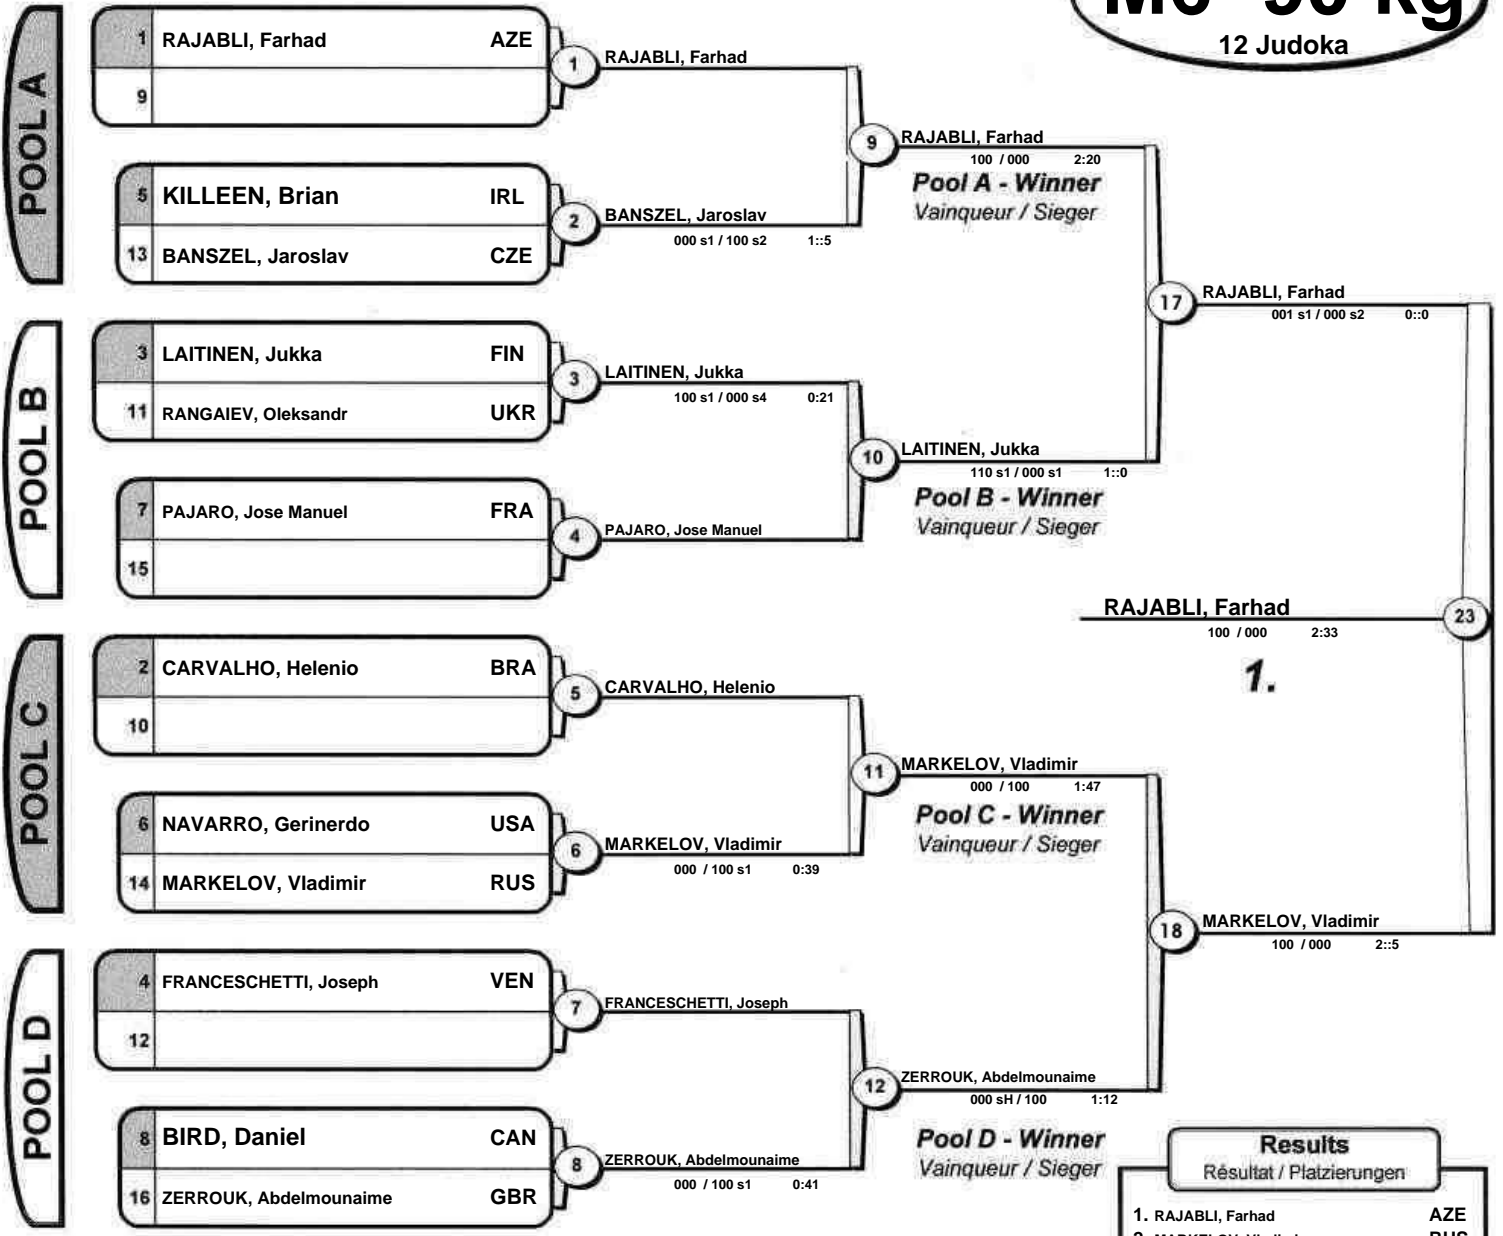 M6 -90 kg
12 Judoka
POOL A
1 RAJABLI, Farhad AZE
9
1
RAJABLI, Farhad
5 KILLEEN, Brian IRL
13 BANSZEL, Jaroslav CZE
2
BANSZEL, Jaroslav
000 s1 / 100 s2 1::5
9
RAJABLI, Farhad
100 / 000 2:20
Pool A - Winner
Vainqueur / Sieger
POOL B
3 LAITINEN, Jukka FIN
11 RANGAIEV, Oleksandr UKR
3
LAITINEN, Jukka
100 s1 / 000 s4 0:21
7 PAJARO, Jose Manuel FRA
15
4
PAJARO, Jose Manuel
10
LAITINEN, Jukka
110 s1 / 000 s1 1::0
Pool B - Winner
Vainqueur / Sieger
17
RAJABLI, Farhad
001 s1 / 000 s2 0::0
POOL C
2 CARVALHO, Helenio BRA
10
5
CARVALHO, Helenio
6 NAVARRO, Gerinerdo USA
14 MARKELOV, Vladimir RUS
6
MARKELOV, Vladimir
000 / 100 s1 0:39
11
MARKELOV, Vladimir
000 / 100 1:47
Pool C - Winner
Vainqueur / Sieger
POOL D
4 FRANCESCHETTI, Joseph VEN
12
7
FRANCESCHETTI, Joseph
8 BIRD, Daniel CAN
16 ZERROUK, Abdelmounaime GBR
8
ZERROUK, Abdelmounaime
000 / 100 s1 0:41
12
ZERROUK, Abdelmounaime
000 sH / 100 1:12
Pool D - Winner
Vainqueur / Sieger
18
MARKELOV, Vladimir
100 / 000 2::5
23
RAJABLI, Farhad
100 / 000 2:33
1.
Results
Résultat / Platzierungen
1. RAJABLI, Farhad AZE
2. MARKELOV, Vladimir RUS